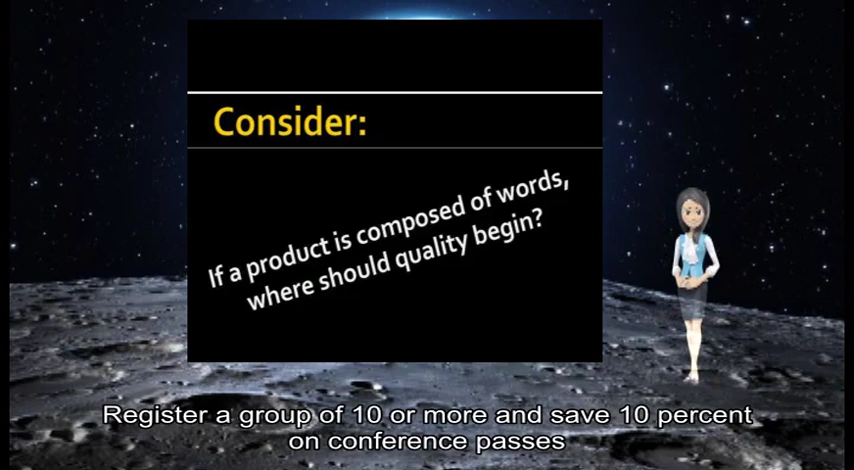 Consider:
If a product is composed of words,
where should quality begin?
Register a group of 10 or more and save 10 percent
on conference passes